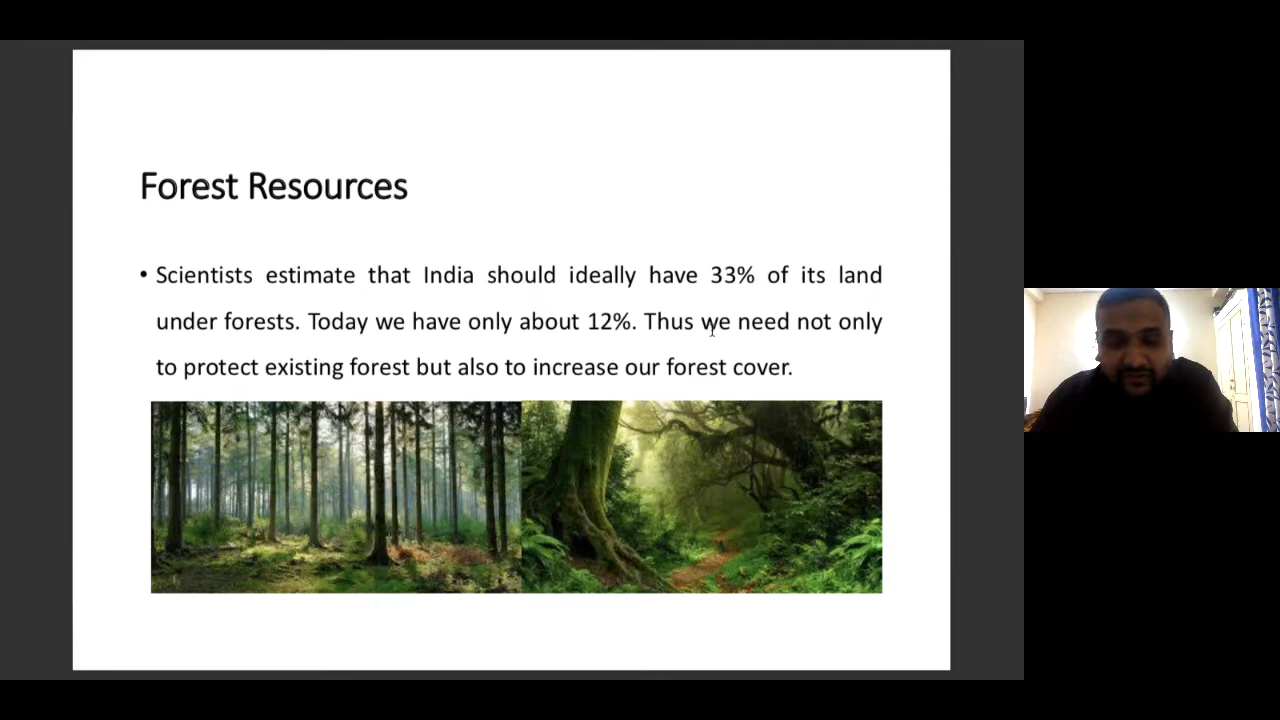 Forest Resources
• Scientists estimate that India should ideally have 33% of its land
under forests. Today we have only about 12%. Thus we need not only
to protect existing forest but also to increase our forest cover.